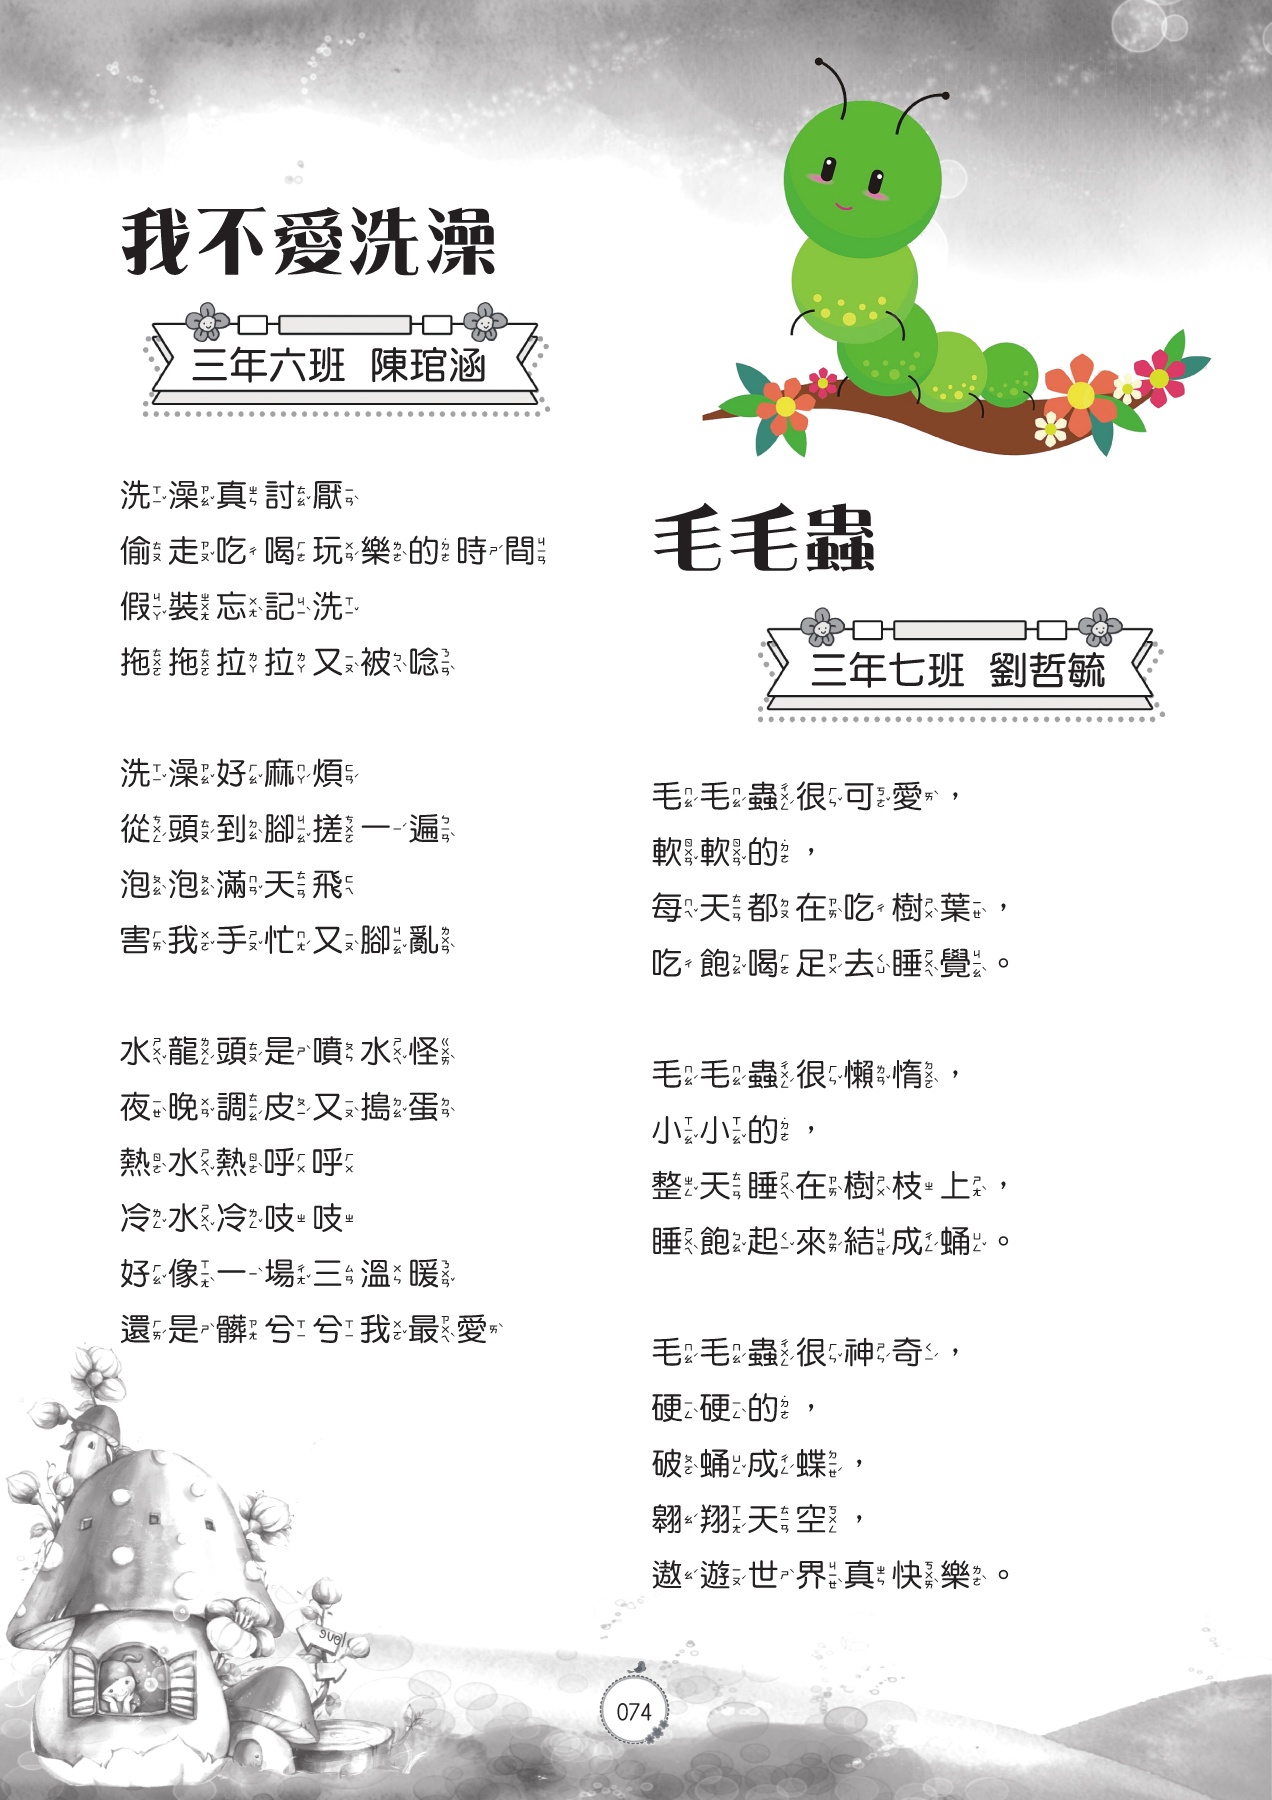 我不愛洗澡
三年六班 陳琯涵
洗澡真討厭
偷走吃喝玩樂的時間
假裝忘記洗
拖拖拉拉又被唸
洗澡好麻煩
從頭到腳搓一遍
泡泡滿天飛
害我手忙又腳亂
水龍頭是噴水怪
夜晚調皮又搗蛋
熱水熱呼呼
冷水冷吱吱
好像一場三溫暖
還是髒兮兮我最愛
毛毛蟲
三年七班 劉哲毓
毛毛蟲很可愛，
軟軟的，
每天都在吃樹葉，
吃飽喝足去睡覺。
毛毛蟲很懶惰，
小小的，
整天睡在樹枝上，
睡飽起來結成蛹。
毛毛蟲很神奇，
硬硬的，
破蛹成蝶，
翱翔天空，
遨遊世界真快樂。
074